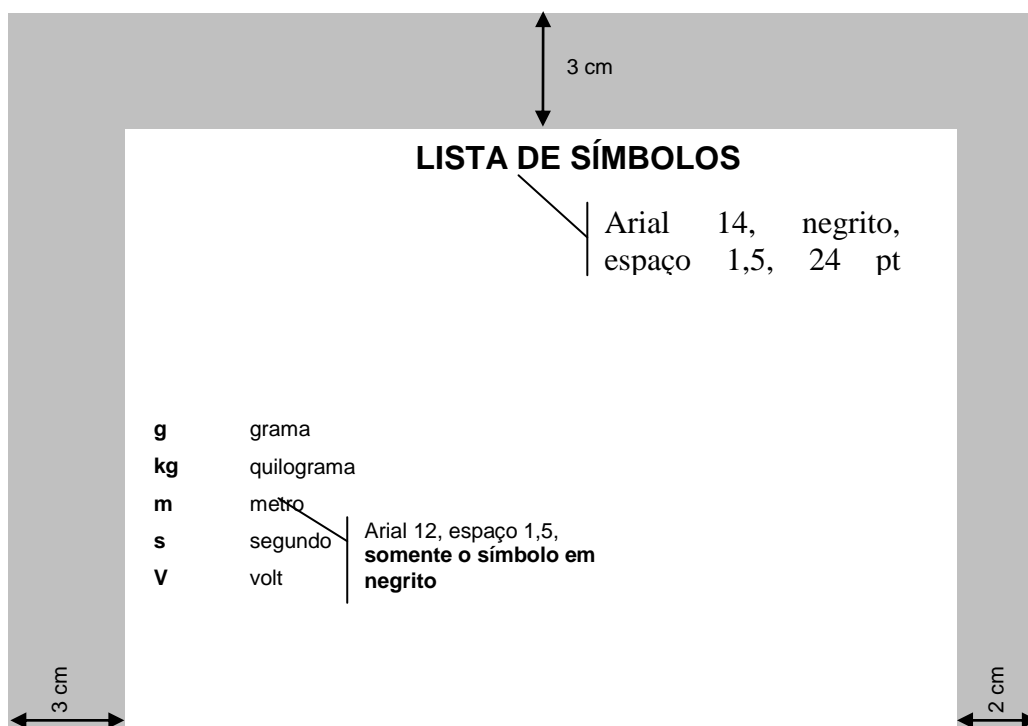 3 cm
LISTA DE SÍMBOLOS
Arial 14, negrito,
espaço 1,5, 24 pt
g grama
kg quilograma
m metro
s segundo
V volt
Arial 12, espaço 1,5,
somente o símbolo em
negrito
3 cm
2 cm